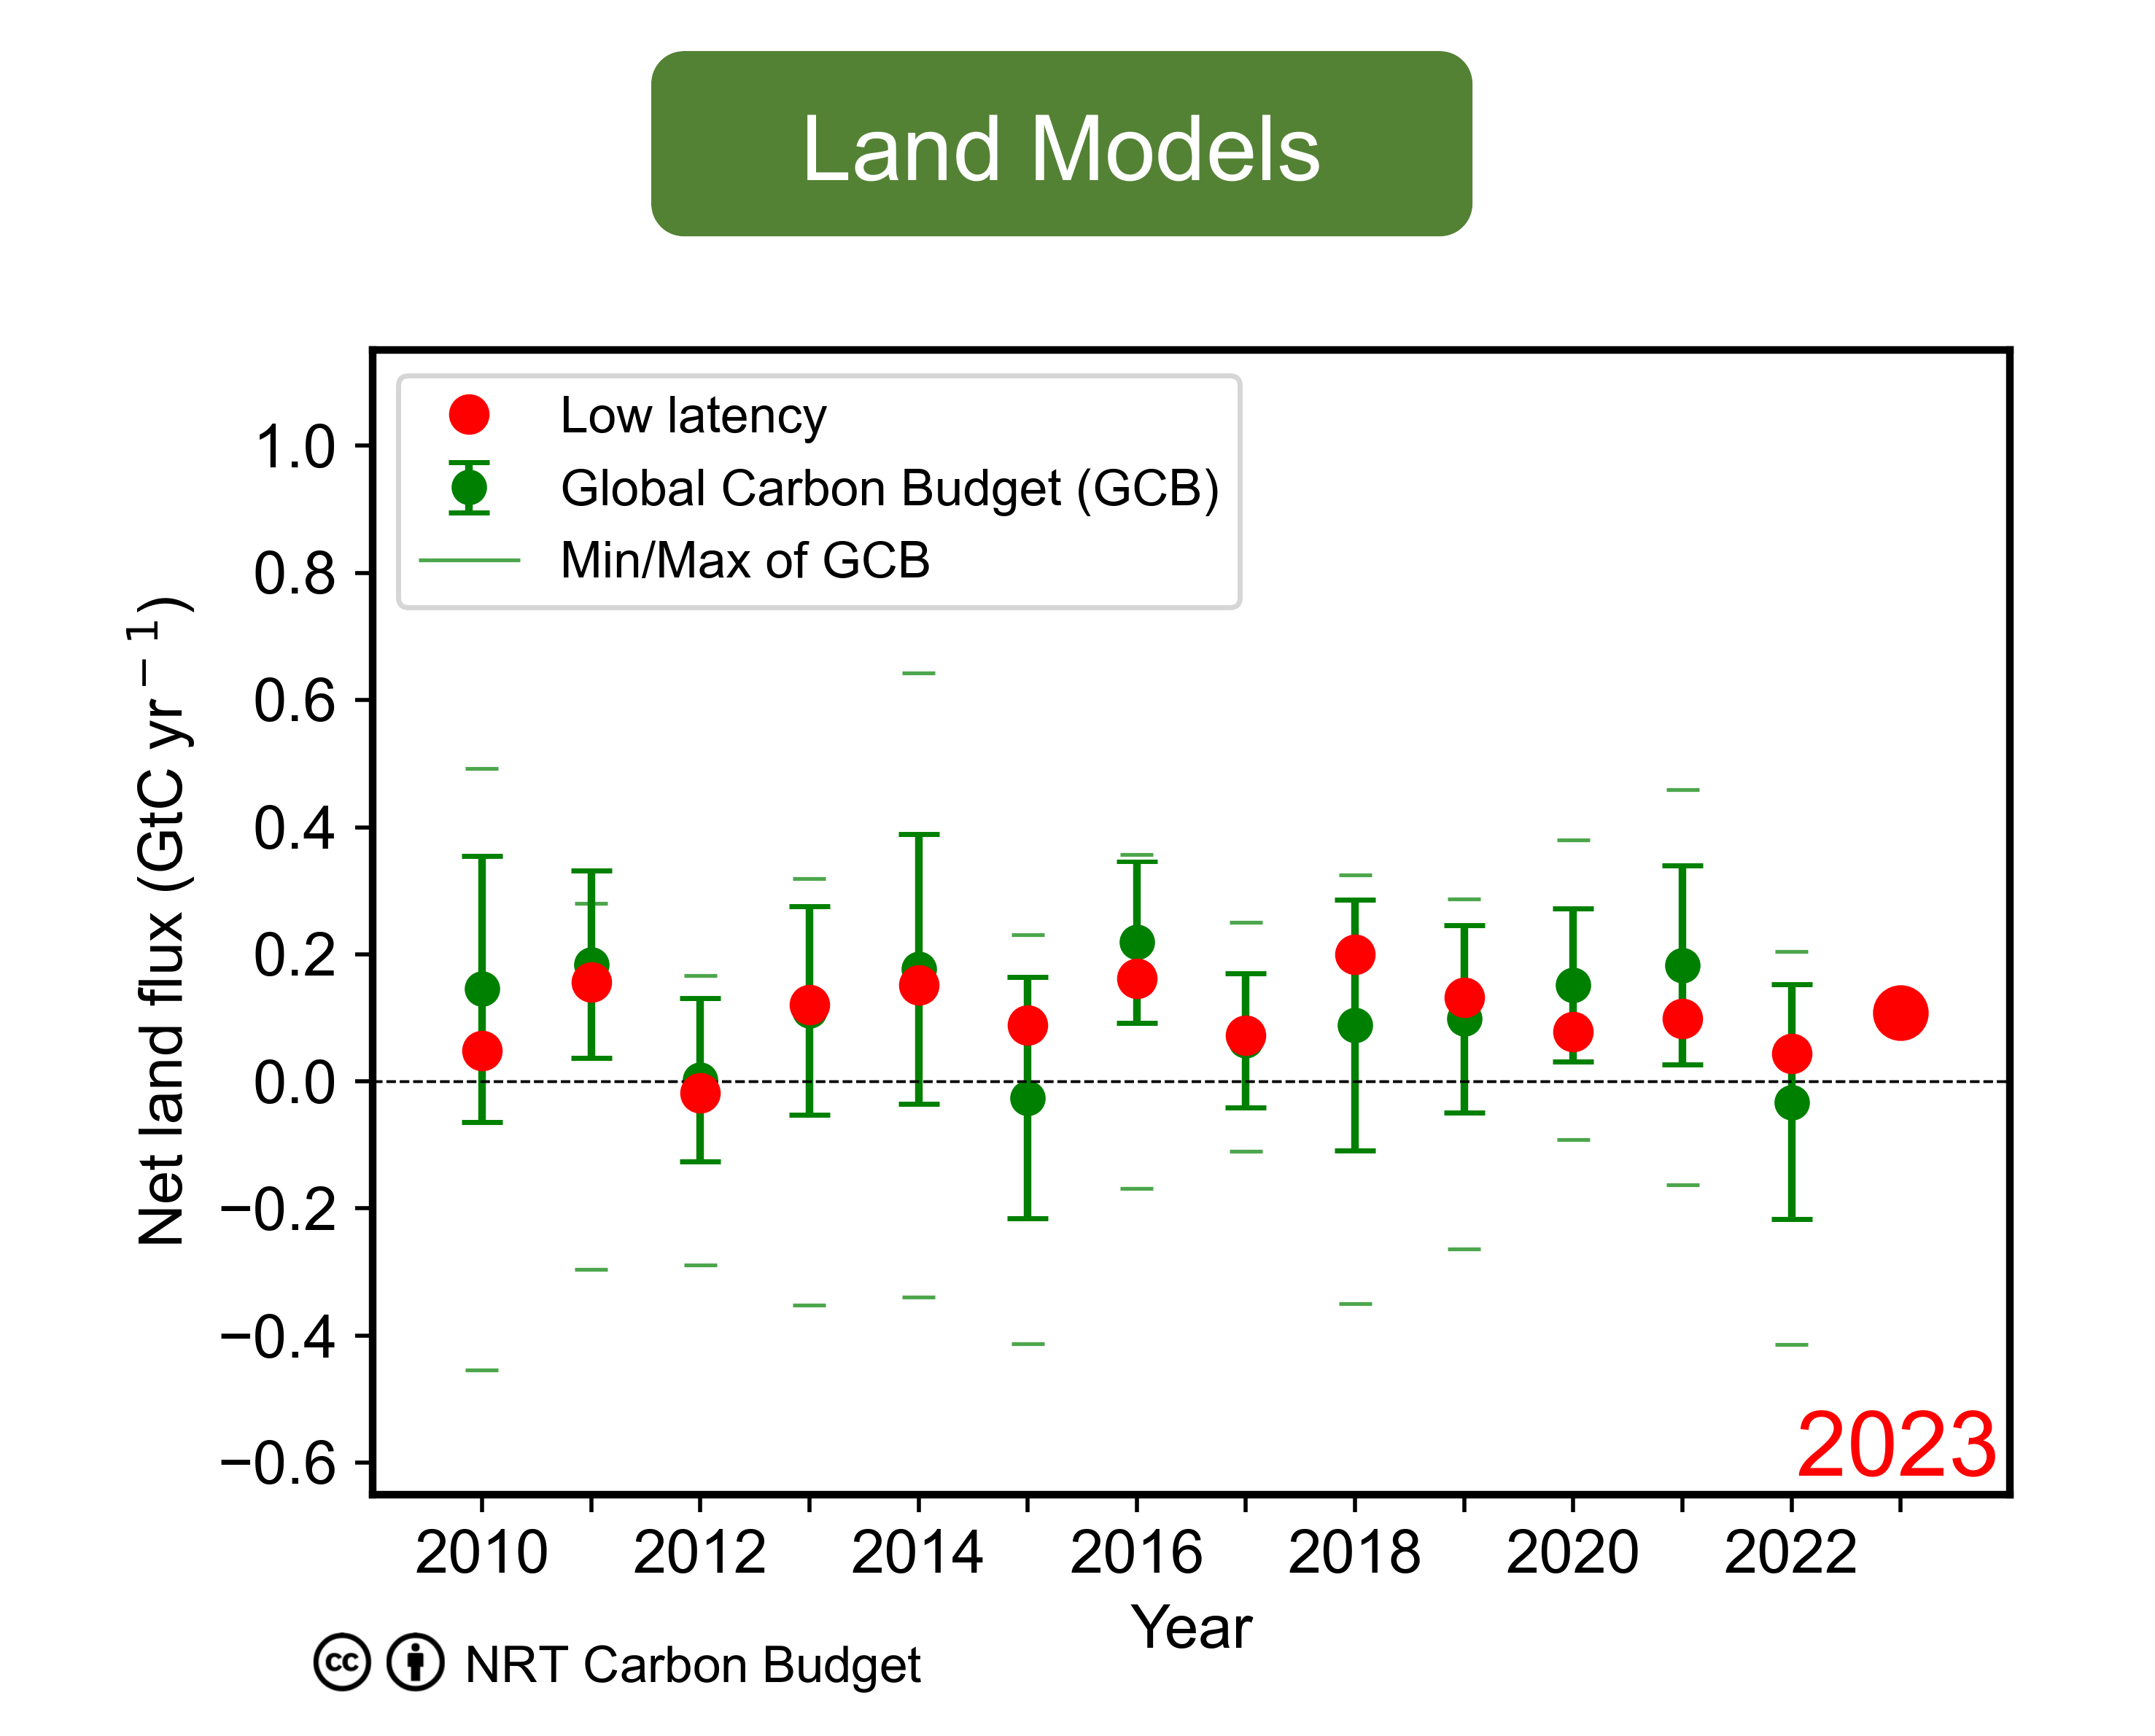 Land Models
Low latency
Global Carbon Budget (GCB)
Min/Max of GCB
Net land flux (GtC yr⁻¹)
1.0
0.8
0.6
0.4
0.2
0.0
−0.2
−0.4
−0.6
2023
2010 2012 2014 2016 2018 2020 2022
Year
cc NRT Carbon Budget